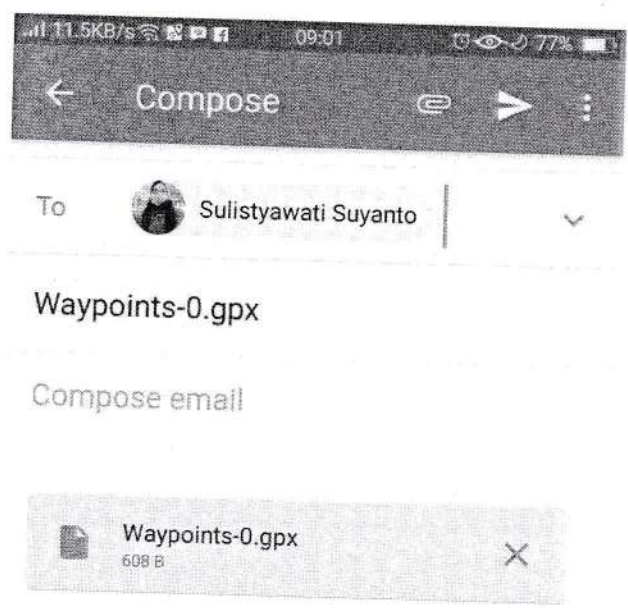 11.5KB/s 09:01 77%
Compose
To Sulistyawati Suyanto
Waypoints-0.gpx
Compose email
Waypoints-0.gpx
608 B